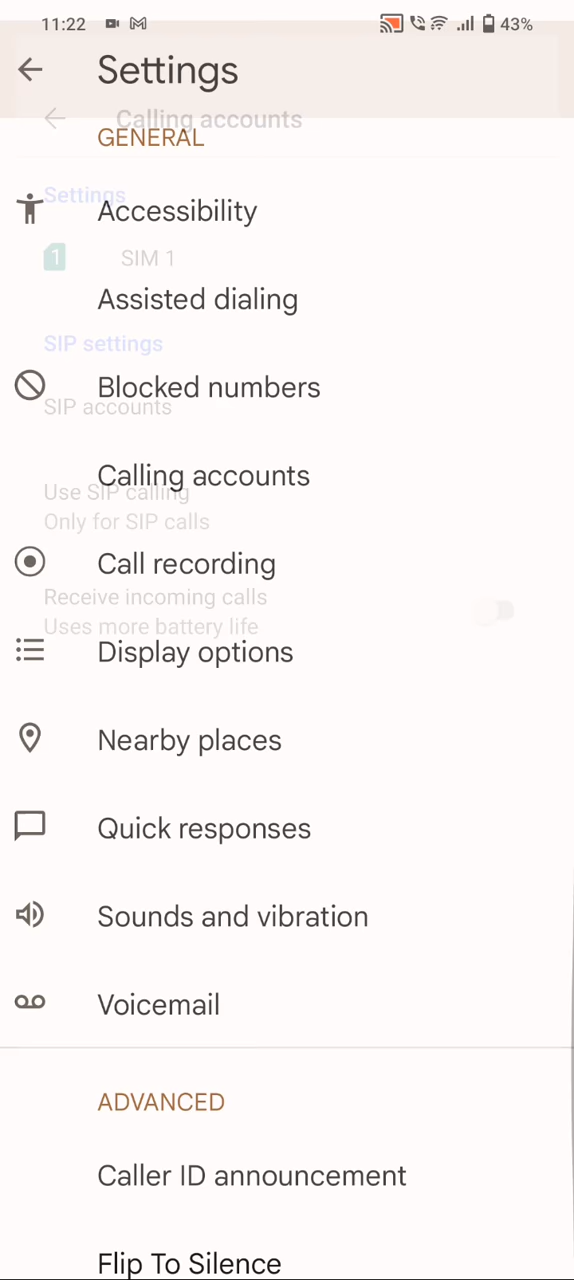 11:22
43%
Settings
Calling accounts
GENERAL
Settings
Accessibility
1 SIM 1
Assisted dialing
SIP settings
Blocked numbers
SIP accounts
Calling accounts
Use SIP calling
Only for SIP calls
Call recording
Receive incoming calls
Uses more battery life
Display options
Nearby places
Quick responses
Sounds and vibration
Voicemail
ADVANCED
Caller ID announcement
Flip To Silence